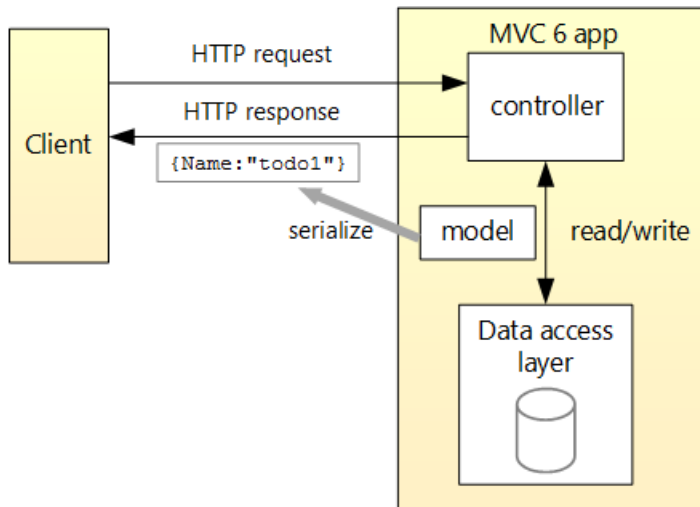 MVC 6 app
HTTP request
controller
HTTP response
Client
{Name:"todo1"}
serialize
model
read/write
Data access
layer